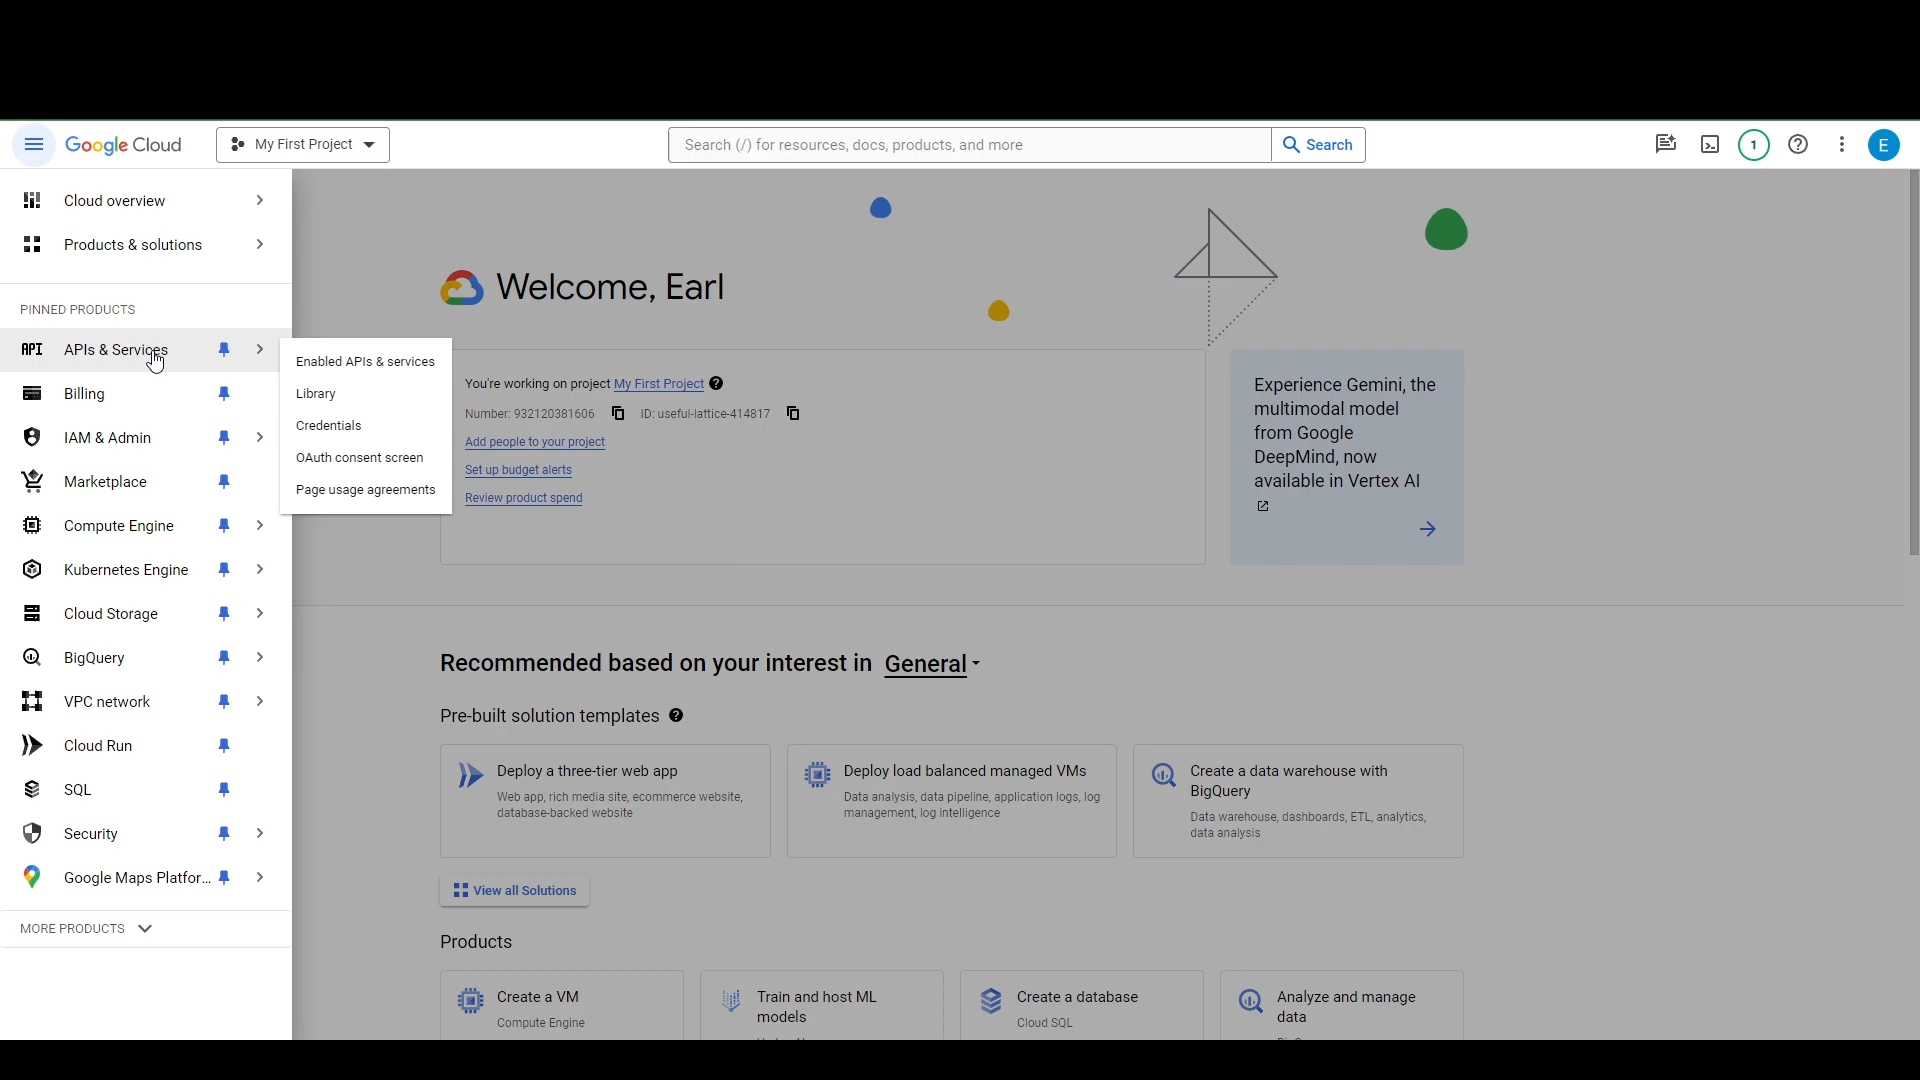 Google Cloud
My First Project
Search (/) for resources, docs, products, and more
Search
1
E
Cloud overview
Products & solutions
PINNED PRODUCTS
API APIs & Services
Billing
IAM & Admin
Marketplace
Compute Engine
Kubernetes Engine
Cloud Storage
BigQuery
VPC network
Cloud Run
SQL
Security
Google Maps Platfor...
MORE PRODUCTS
Enabled APIs & services
Library
Credentials
OAuth consent screen
Page usage agreements
Welcome, Earl
You're working on project My First Project
Number: 932120381606 ID: useful-lattice-414817
Add people to your project
Set up budget alerts
Review product spend
Experience Gemini, the
multimodal model
from Google
DeepMind, now
available in Vertex AI
Recommended based on your interest in General
Pre-built solution templates
Deploy a three-tier web app
Web app, rich media site, ecommerce website,
database-backed website
Deploy load balanced managed VMs
Data analysis, data pipeline, application logs, log
management, log intelligence
Create a data warehouse with
BigQuery
Data warehouse, dashboards, ETL, analytics,
data analysis
View all Solutions
Products
Create a VM
Compute Engine
Train and host ML
models
Create a database
Cloud SQL
Analyze and manage
data